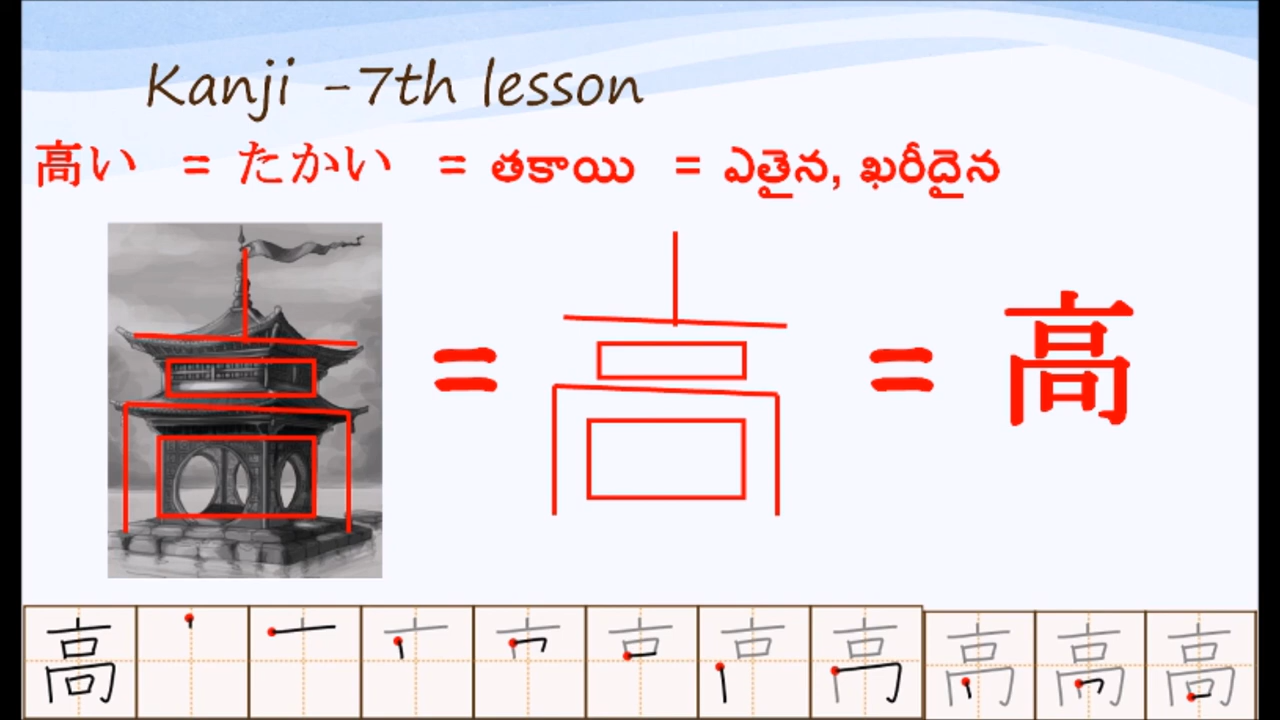 Kanji -7th lesson
高い = たかい = తకాయి = ఎతైన, ఖరీదైన
= = 高
高